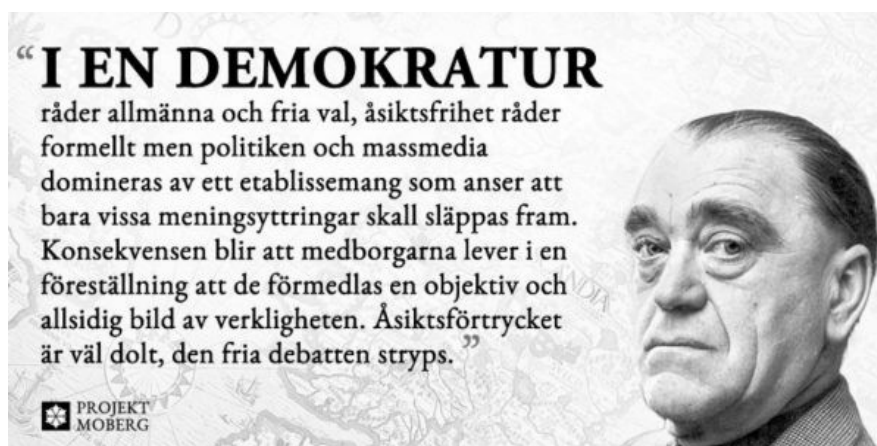 “I EN DEMOKRATUR
råder allmänna och fria val, åsiktsfrihet råder
formellt men politiken och massmedia
domineras av ett etablissemang som anser att
bara vissa meningsyttringar skall släppas fram.
Konsekvensen blir att medborgarna lever i en
föreställning att de förmedlas en objektiv och
allsidig bild av verkligheten. Åsiktsförtrycket
är väl dolt, den fria debatten stryps.”
INDIA
PROJEKT
MOBERG